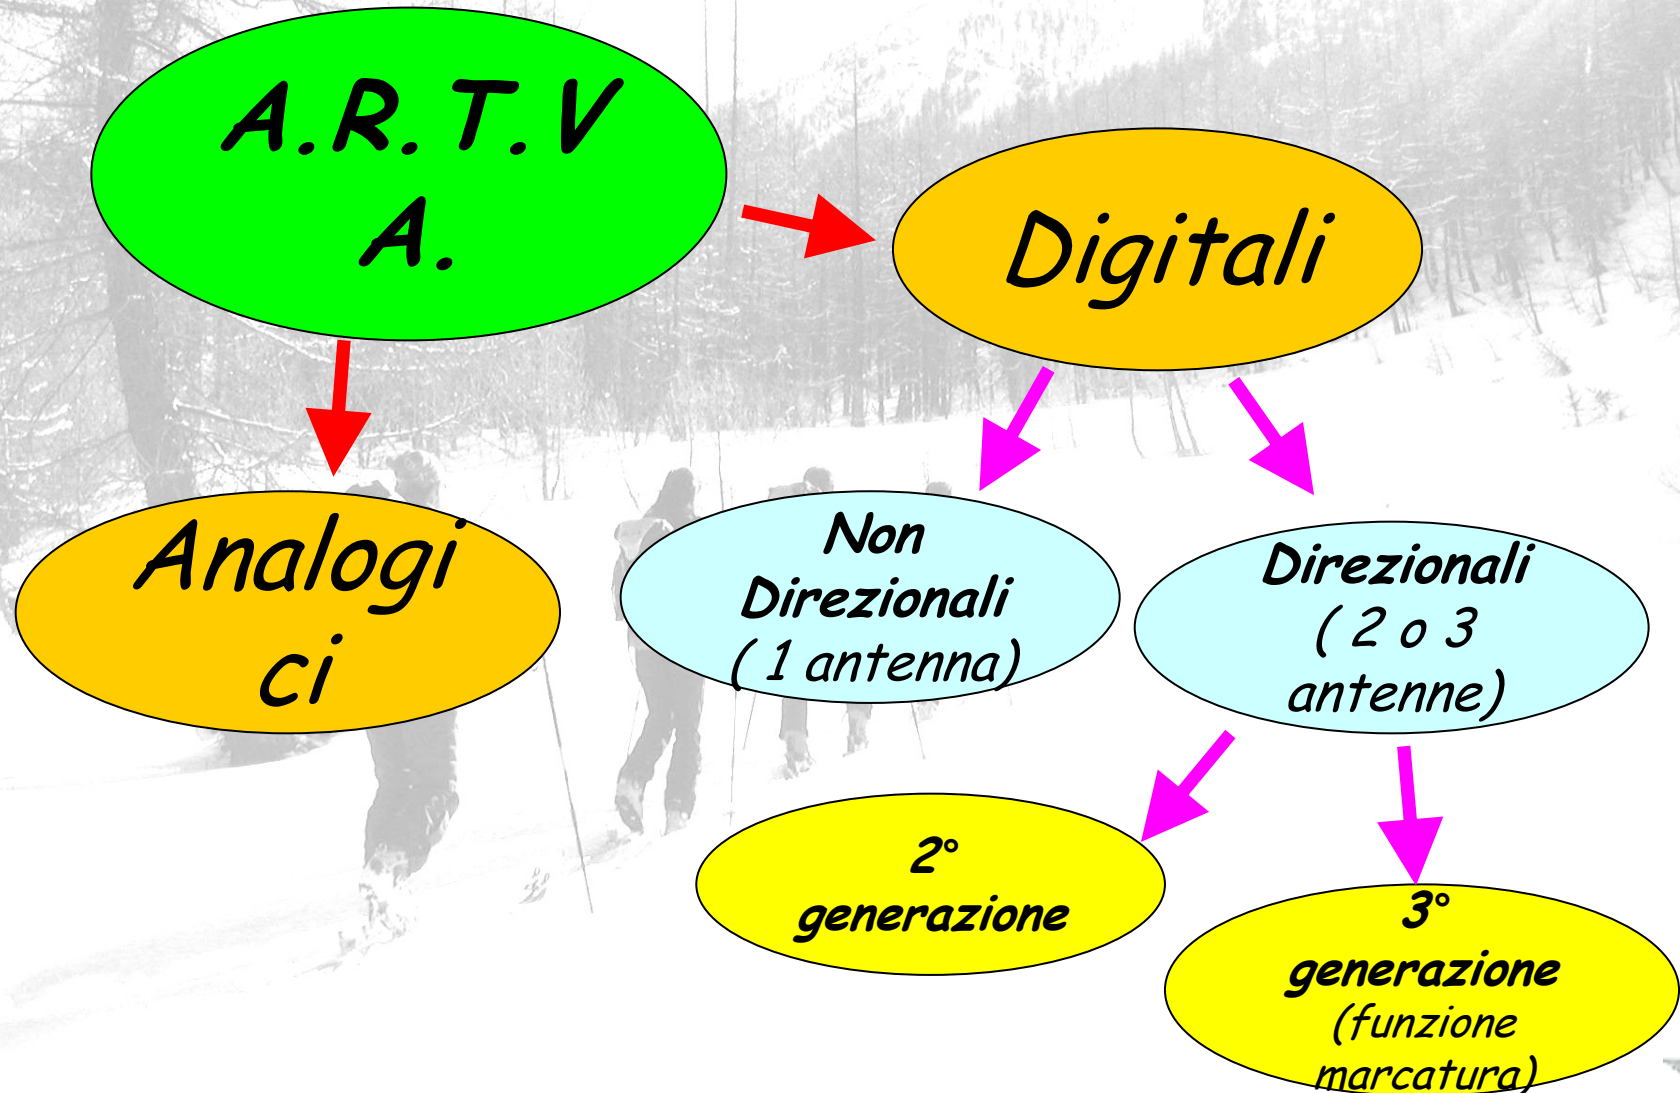 A.R.T.V
A.
Digitali
Analogi
ci
Non
Direzionali
( 1 antenna)
Direzionali
( 2 o 3
antenne)
2°
generazione
3°
generazione
(funzione
marcatura)